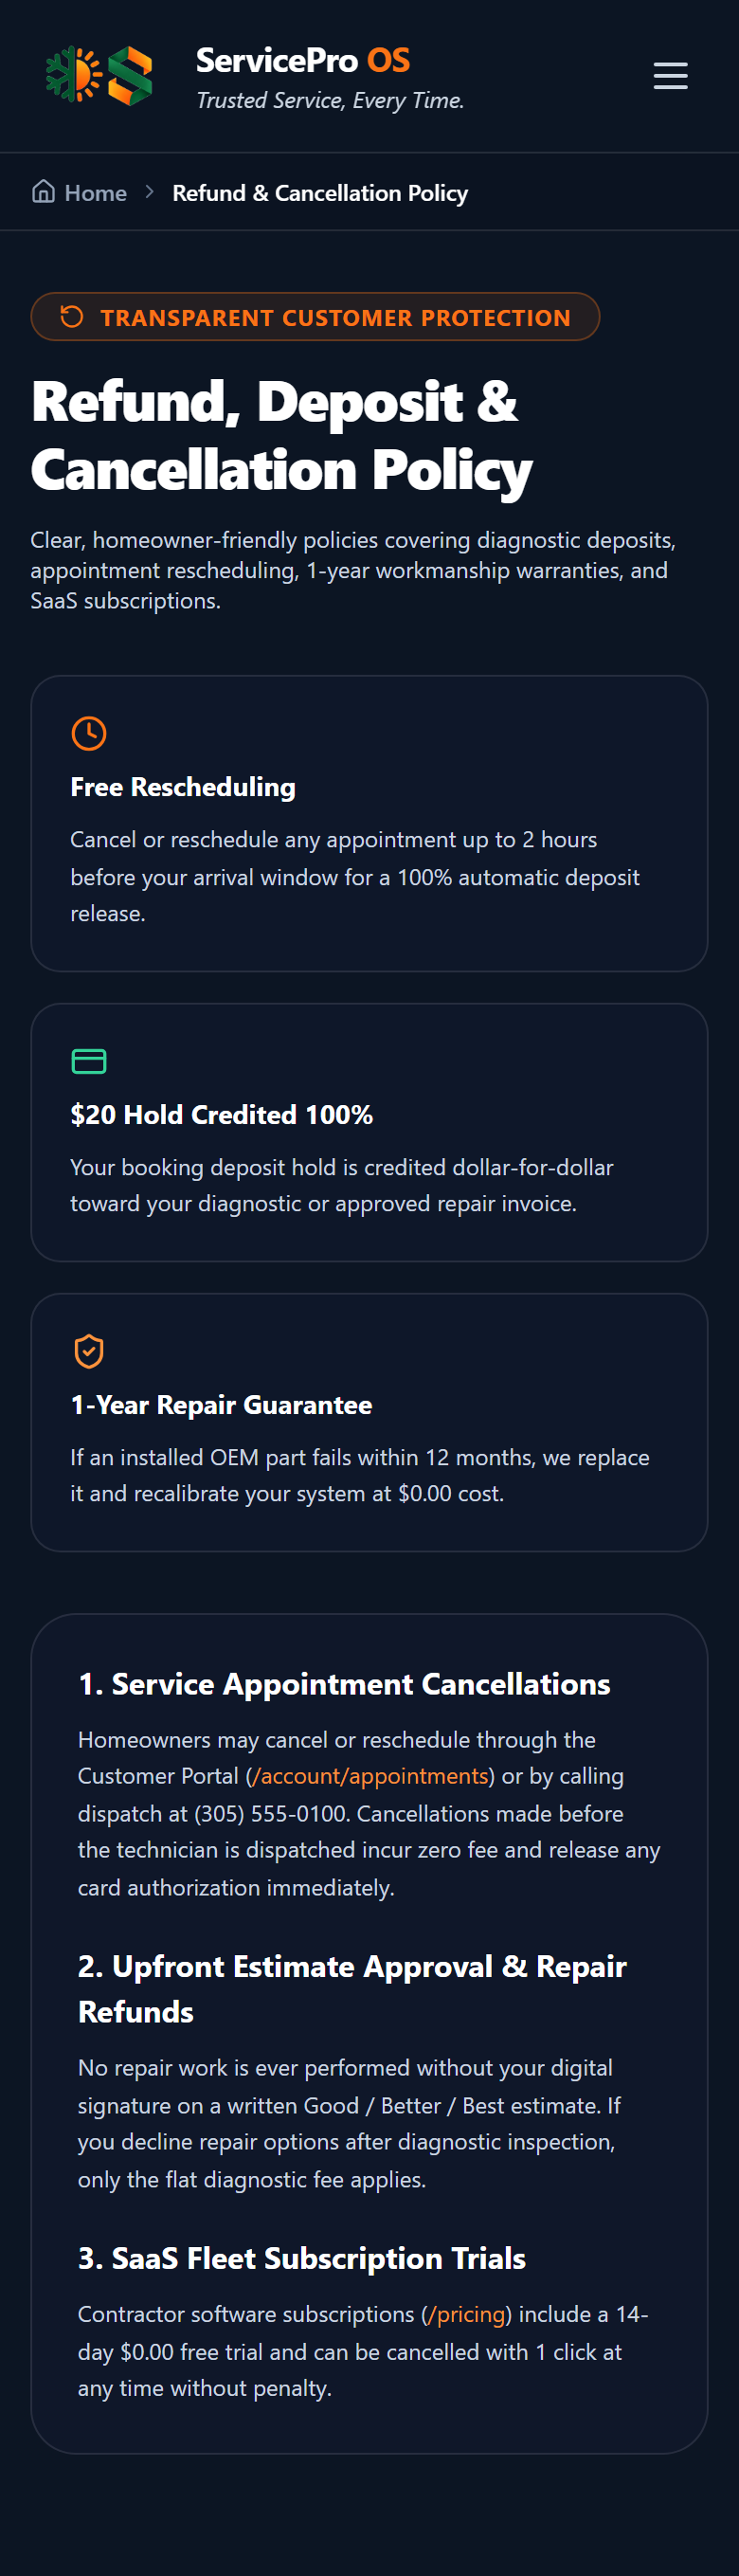 ServicePro OS
Trusted Service, Every Time.
Home > Refund & Cancellation Policy
TRANSPARENT CUSTOMER PROTECTION
Refund, Deposit &
Cancellation Policy
Clear, homeowner-friendly policies covering diagnostic deposits,
appointment rescheduling, 1-year workmanship warranties, and
SaaS subscriptions.
Free Rescheduling
Cancel or reschedule any appointment up to 2 hours
before your arrival window for a 100% automatic deposit
release.
$20 Hold Credited 100%
Your booking deposit hold is credited dollar-for-dollar
toward your diagnostic or approved repair invoice.
1-Year Repair Guarantee
If an installed OEM part fails within 12 months, we replace
it and recalibrate your system at $0.00 cost.
1. Service Appointment Cancellations
Homeowners may cancel or reschedule through the
Customer Portal (/account/appointments) or by calling
dispatch at (305) 555-0100. Cancellations made before
the technician is dispatched incur zero fee and release any
card authorization immediately.
2. Upfront Estimate Approval & Repair
Refunds
No repair work is ever performed without your digital
signature on a written Good / Better / Best estimate. If
you decline repair options after diagnostic inspection,
only the flat diagnostic fee applies.
3. SaaS Fleet Subscription Trials
Contractor software subscriptions (/pricing) include a 14-
day $0.00 free trial and can be cancelled with 1 click at
any time without penalty.